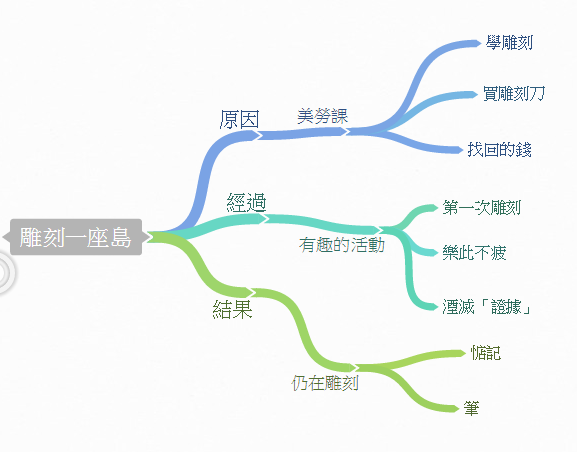 雕刻一座島
原因
美勞課
學雕刻
買雕刻刀
找回的錢
經過
有趣的活動
第一次雕刻
樂此不疲
湮滅「證據」
結果
仍在雕刻
惦記
筆